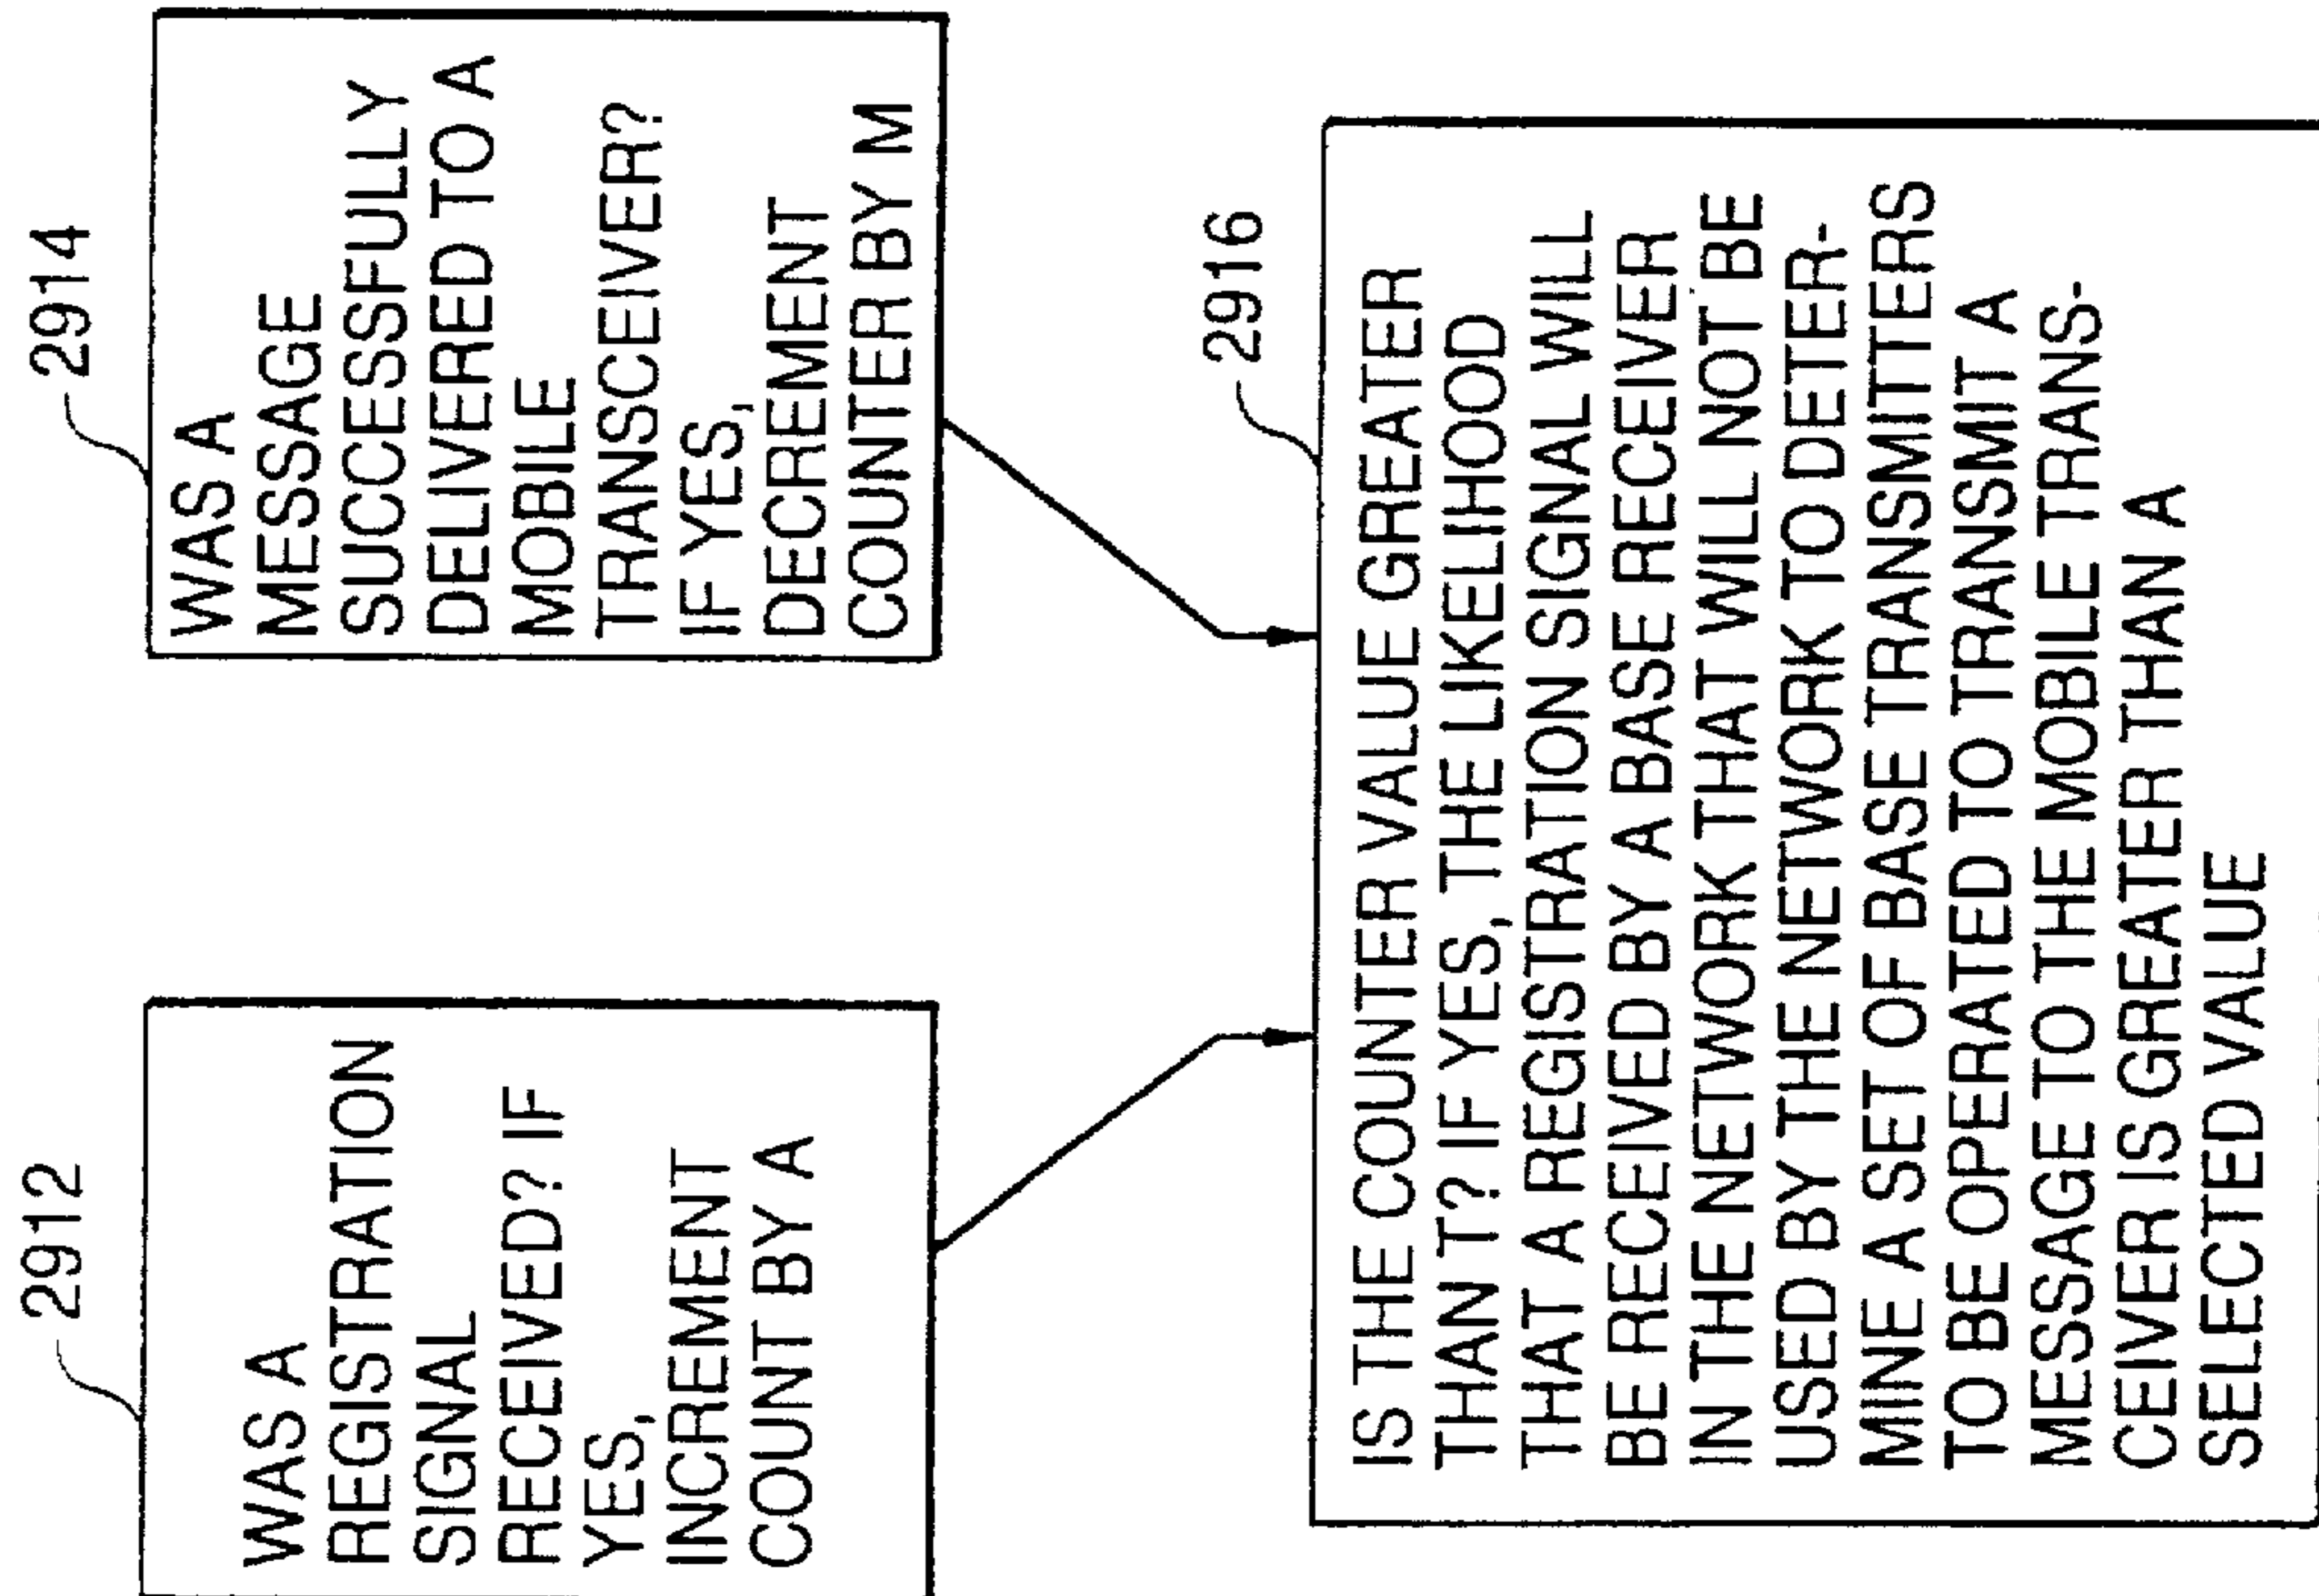 2912
WAS A
REGISTRATION
SIGNAL
RECEIVED? IF
YES,
INCREMENT
COUNT BY A
2914
WAS A
MESSAGE
SUCCESSFULLY
DELIVERED TO A
MOBILE
TRANSCEIVER?
IF YES,
DECREMENT
COUNTER BY M
2916
IS THE COUNTER VALUE GREATER
THAN T? IF YES, THE LIKELIHOOD
THAT A REGISTRATION SIGNAL WILL
BE RECEIVED BY A BASE RECEIVER
IN THE NETWORK THAT WILL NOT BE
USED BY THE NETWORK TO DETER-
MINE A SET OF BASE TRANSMITTERS
TO BE OPERATED TO TRANSMIT A
MESSAGE TO THE MOBILE TRANS-
CEIVER IS GREATER THAN A
SELECTED VALUE